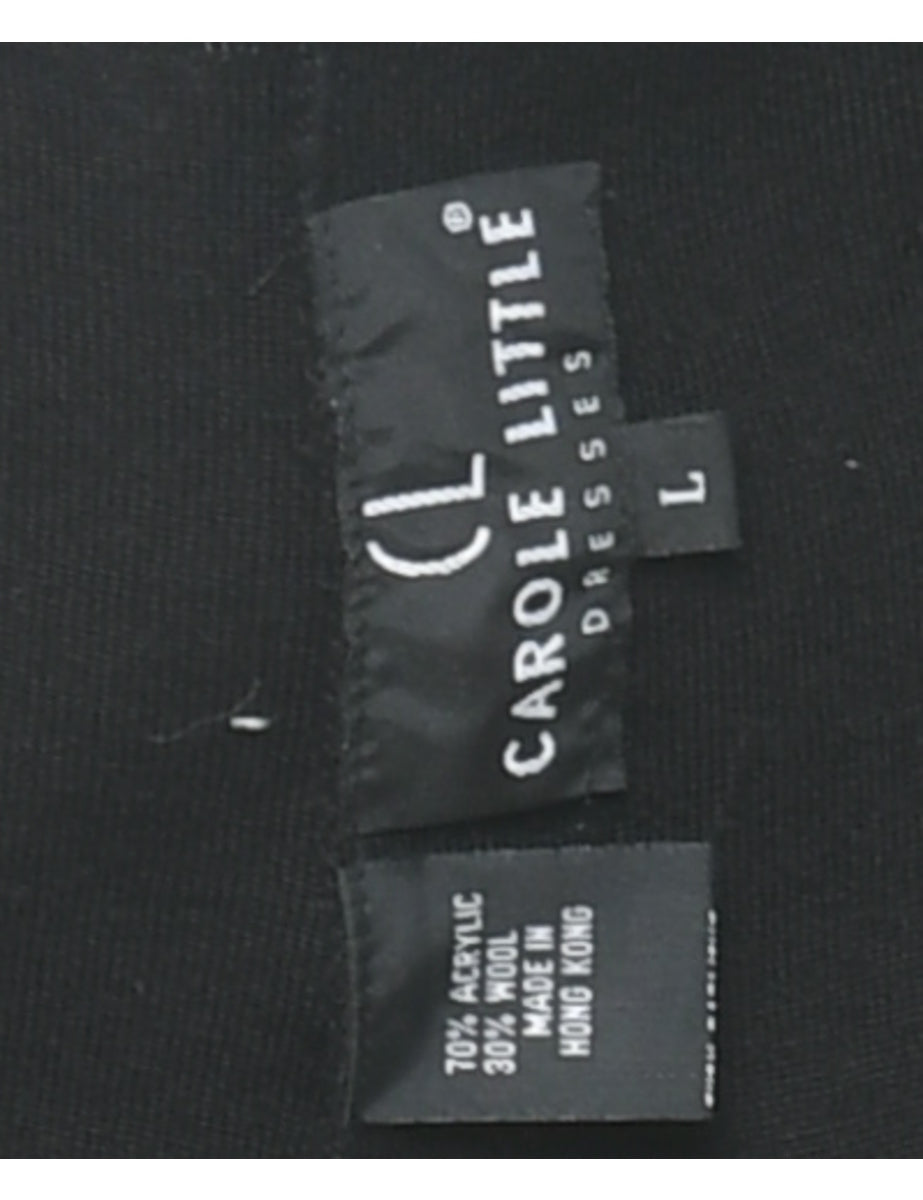 CL
CAROLE LITTLE®
DRESSES
L
70% ACRYLIC
30% WOOL
MADE IN
HONG KONG